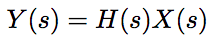 Y(s) = H(s)X(s)